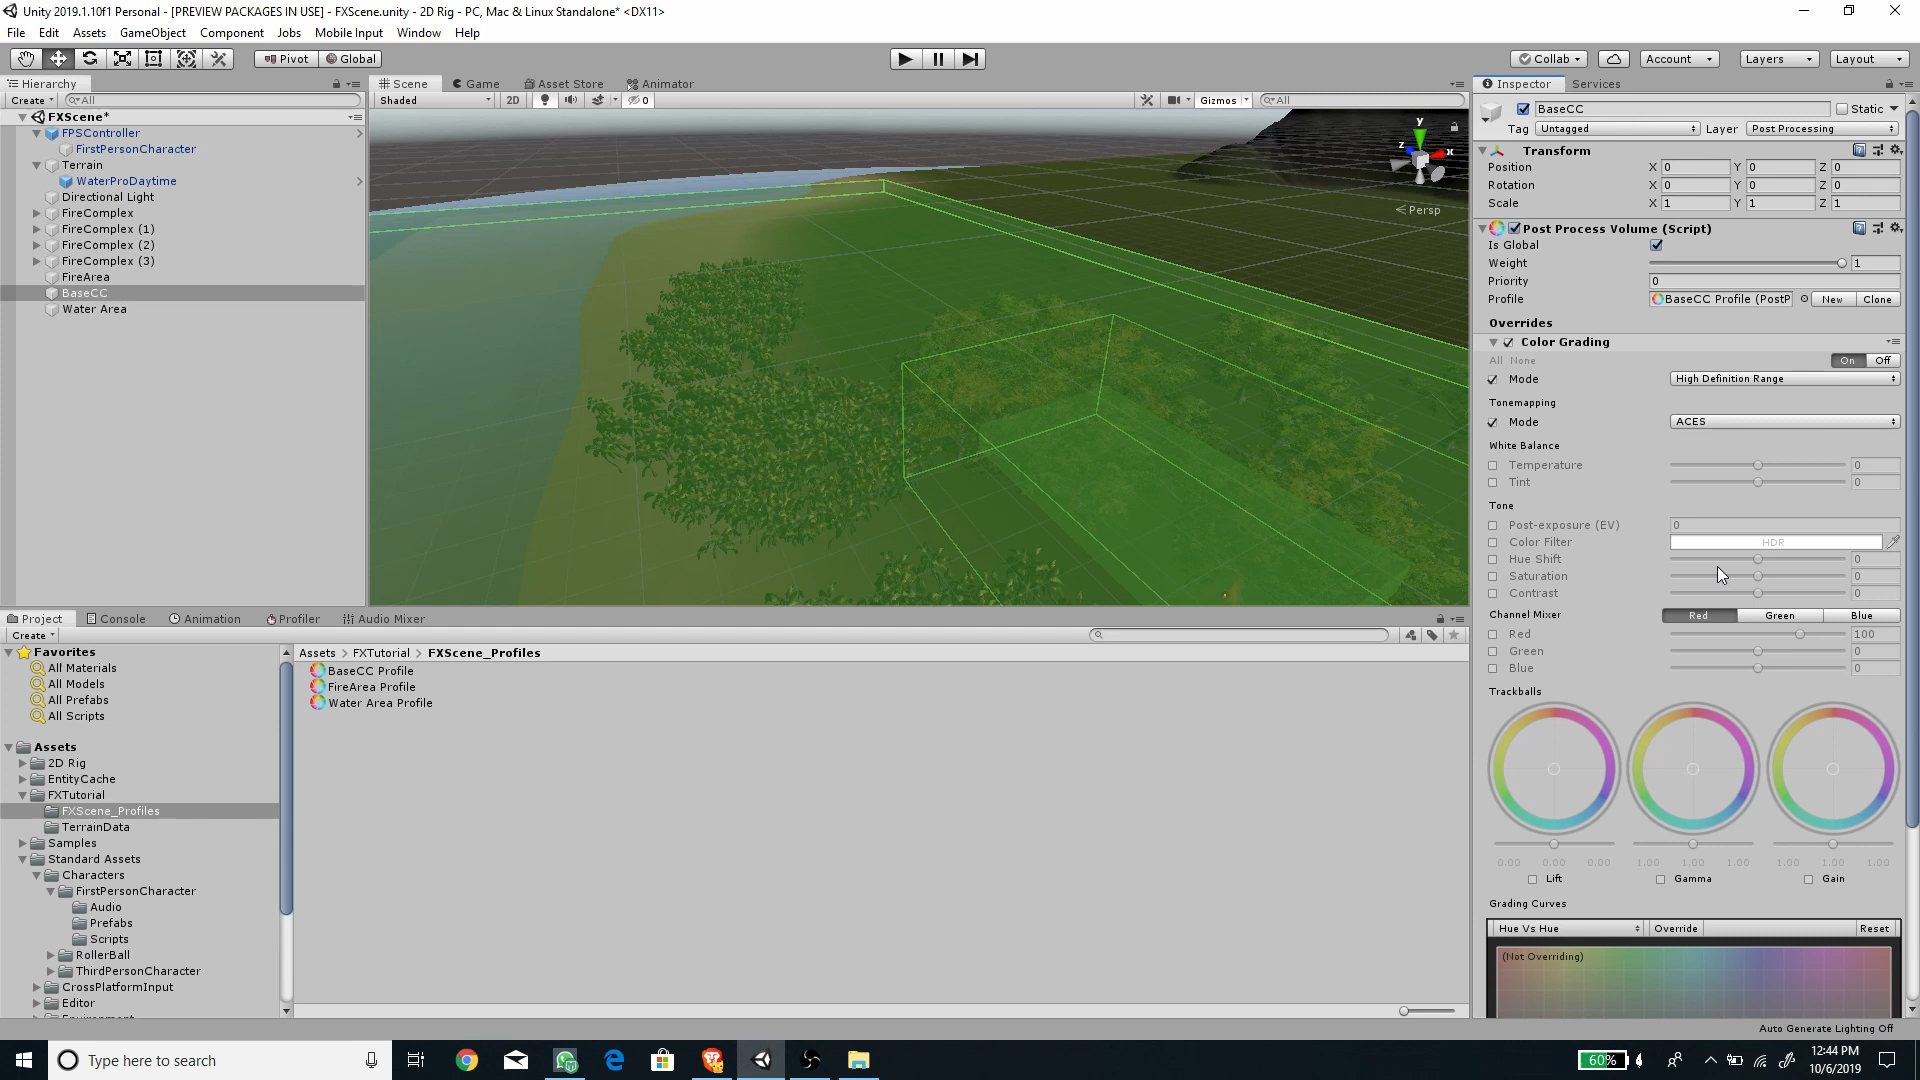 Unity 2019.1.10f1 Personal - [PREVIEW PACKAGES IN USE] - FXScene.unity - 2D Rig - PC, Mac & Linux Standalone* <DX11>
File Edit Assets GameObject Component Jobs Mobile Input Window Help
Pivot Global Collab Account Layers Layout
Hierarchy
Create All
FXScene*
FPSController
FirstPersonCharacter
Terrain
WaterProDaytime
Directional Light
FireComplex
FireComplex (1)
FireComplex (2)
FireComplex (3)
FireArea
BaseCC
Water Area
Scene Game Asset Store Animator
Shaded 2D 0 Gizmos All
y
z x
Persp
Inspector Services
BaseCC Static
Tag Untagged Layer Post Processing
Transform
Position X 0 Y 0 Z 0
Rotation X 0 Y 0 Z 0
Scale X 1 Y 1 Z 1
Post Process Volume (Script)
Is Global
Weight 1
Priority 0
Profile BaseCC Profile (PostP New Clone
Overrides
Color Grading
All None On Off
Mode High Definition Range
Tonemapping
Mode ACES
White Balance
Temperature 0
Tint 0
Tone
Post-exposure (EV) 0
Color Filter HDR
Hue Shift 0
Saturation 0
Contrast 0
Channel Mixer Red Green Blue
Red 100
Green 0
Blue 0
Trackballs
0.00 0.00 0.00 1.00 1.00 1.00 1.00 1.00 1.00
Lift Gamma Gain
Grading Curves
Hue Vs Hue Override Reset
(Not Overriding)
Auto Generate Lighting Off
Project Console Animation Profiler Audio Mixer
Create
Favorites
All Materials
All Models
All Prefabs
All Scripts
Assets
2D Rig
EntityCache
FXTutorial
FXScene_Profiles
TerrainData
Samples
Standard Assets
Characters
FirstPersonCharacter
Audio
Prefabs
Scripts
RollerBall
ThirdPersonCharacter
CrossPlatformInput
Editor
Assets > FXTutorial > FXScene_Profiles
BaseCC Profile
FireArea Profile
Water Area Profile
Type here to search
60%
12:44 PM
10/6/2019